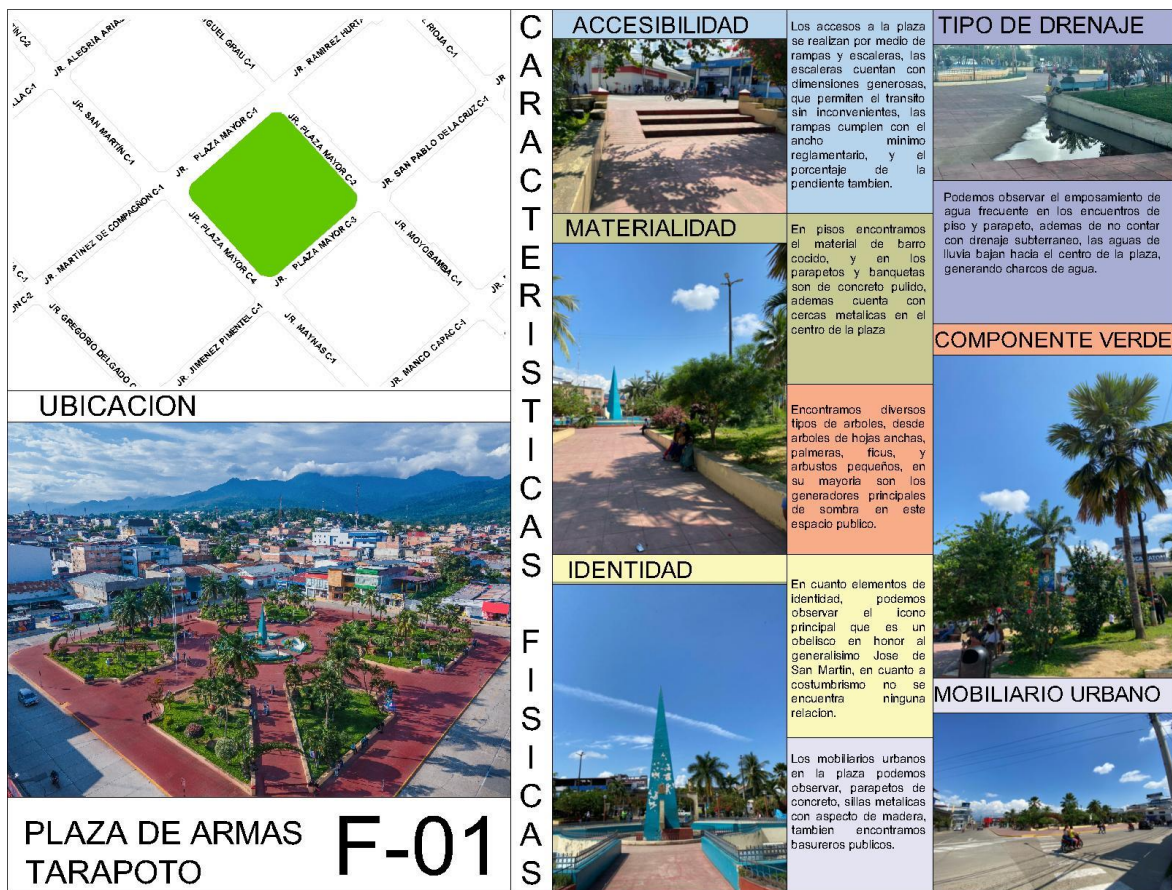 JR. ALEGRIA ARIA
JR. RAMIREZ HURT
RIOJA C-1
JR. SAN MARTÍN C-1
JR. PLAZA MAYOR C-1
JR. PLAZA MAYOR C-2
JR. SAN PABLO DE LA CRUZ C-1
JR. MARTÍNEZ DE COMPAGÑON C-1
JR. PLAZA MAYOR C-4
JR. PLAZA MAYOR C-3
JR. MOYOBAMBA C-1
JR. GREGORIO DELGADO C
JR. JIMENEZ PIMENTEL C-1
JR. MAYNAS C-1
JR. MANCO CAPAC C-1
UBICACION
PLAZA DE ARMAS
TARAPOTO
F-01
CARACTERISTICAS FISICAS
ACCESIBILIDAD
Los accesos a la plaza
se realizan por medio de
rampas y escaleras, las
escaleras cuentan con
dimensiones generosas,
que permiten el transito
sin inconvenientes, las
rampas cumplen con el
ancho minimo
reglamentario, y el
porcentaje de la
pendiente tambien.
MATERIALIDAD
En pisos encontramos
el material de barro
cocido, y en los
parapetos y banquetas
son de concreto pulido,
ademas cuenta con
cercas metalicas en el
centro de la plaza
Encontramos diversos
tipos de arboles, desde
arboles de hojas anchas,
palmeras, ficus, y
arbustos pequeños, en
su mayoria son los
generadores principales
de sombra en este
espacio publico.
IDENTIDAD
En cuanto elementos de
identidad, podemos
observar el icono
principal que es un
obelisco en honor al
generalisimo Jose de
San Martin, en cuanto a
costumbrismo no se
encuentra ninguna
relacion.
Los mobiliarios urbanos
en la plaza podemos
observar, parapetos de
concreto, sillas metalicas
con aspecto de madera,
tambien encontramos
basureros publicos.
TIPO DE DRENAJE
Podemos observar el emposamiento de
agua frecuente en los encuentros de
piso y parapeto, ademas de no contar
con drenaje subterraneo, las aguas de
lluvia bajan hacia el centro de la plaza,
generando charcos de agua.
COMPONENTE VERDE
MOBILIARIO URBANO